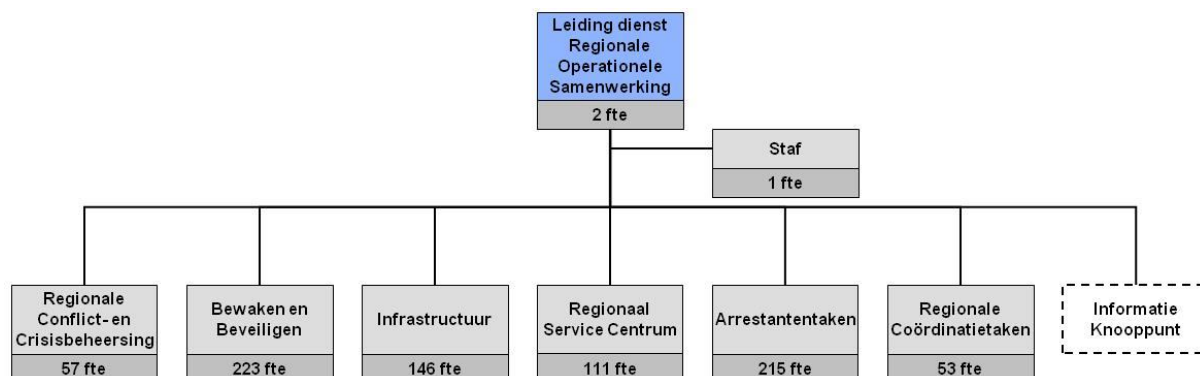 Leiding dienst
Regionale
Operationele
Samenwerking
2 fte
Staf
1 fte
Regionale
Conflict- en
Crisisbeheersing
57 fte
Bewaken en
Beveiligen
223 fte
Infrastructuur
146 fte
Regionaal
Service Centrum
111 fte
Arrestantentaken
215 fte
Regionale
Coördinatietaken
53 fte
Informatie
Knooppunt